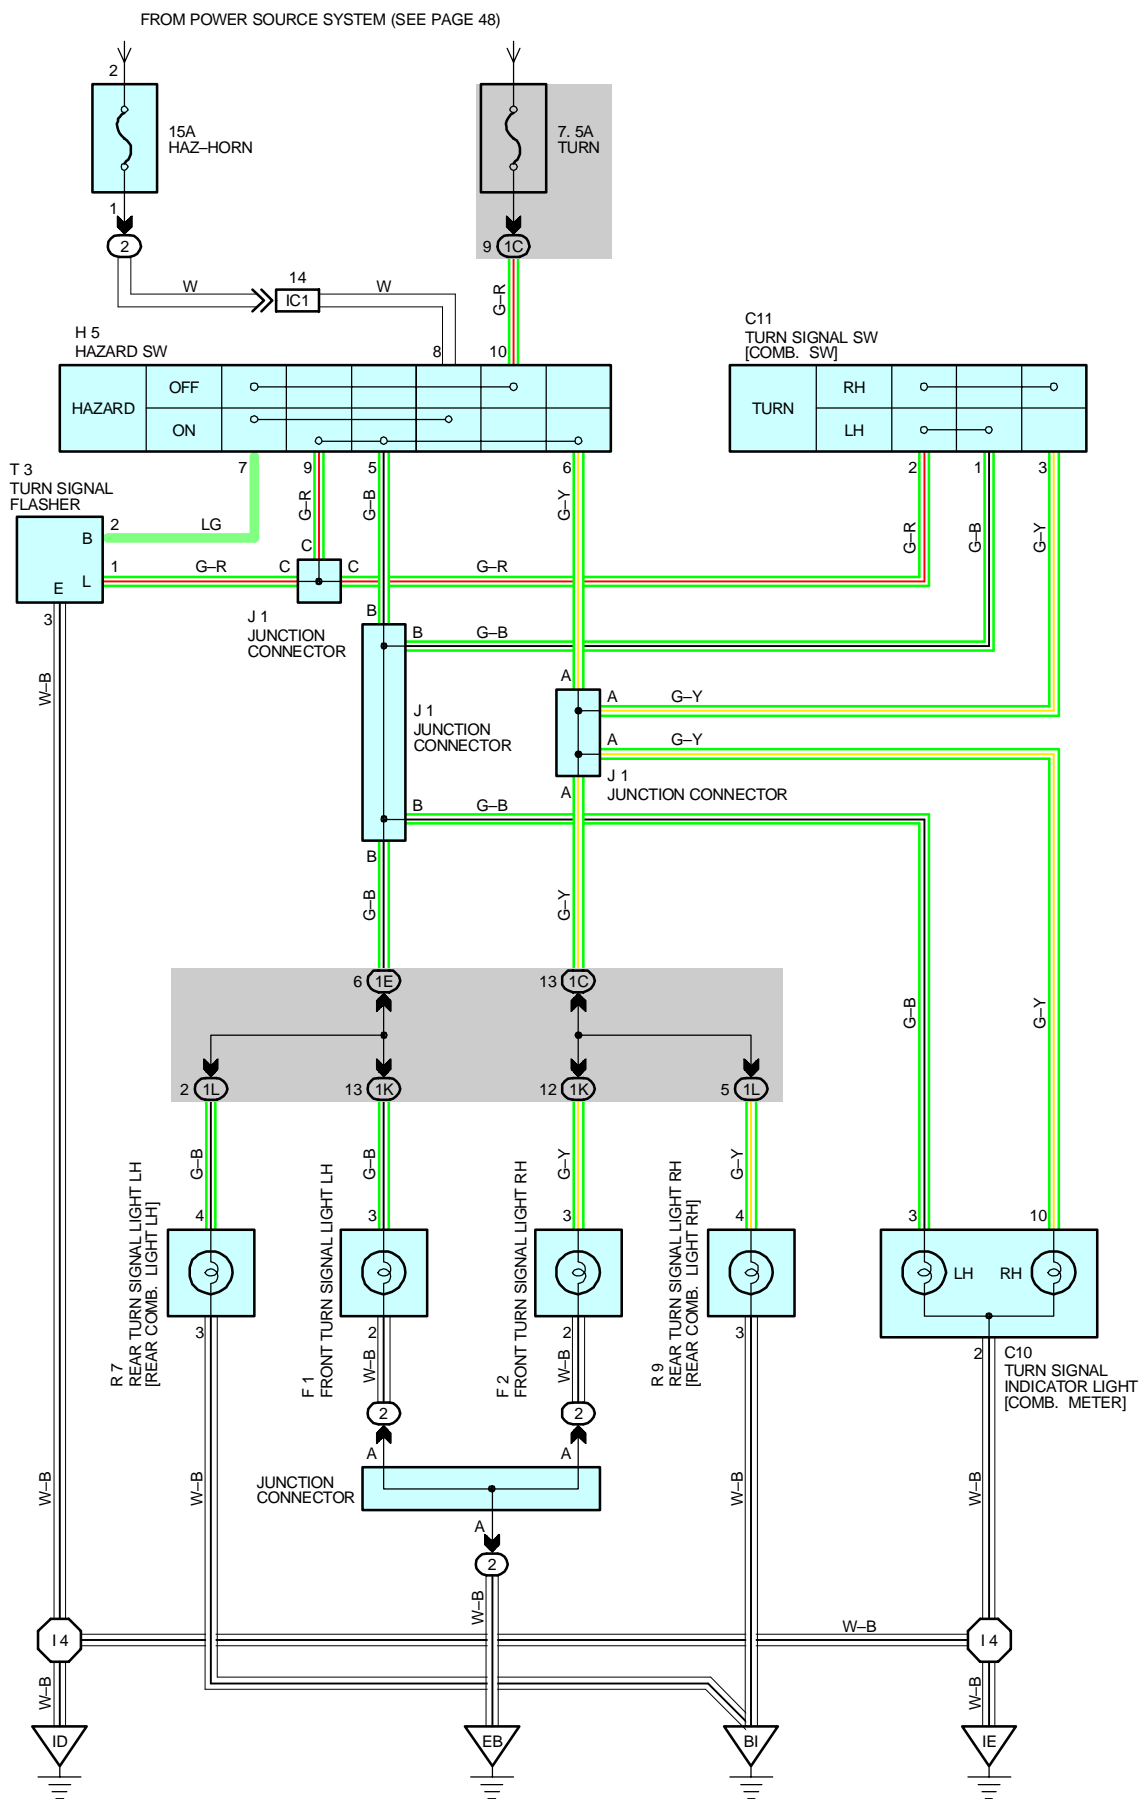 FROM POWER SOURCE SYSTEM (SEE PAGE 48)
2
15A
HAZ–HORN
7. 5A
TURN
1
2
9 1C
W
14
IC1
W
G–R
H 5
HAZARD SW
8
10
C11
TURN SIGNAL SW
[COMB. SW]
HAZARD
OFF
ON
TURN
RH
LH
7
9
5
6
2
1
3
T 3
TURN SIGNAL
FLASHER
G–R
G–B
G–Y
G–R
G–B
G–Y
B
2
LG
L
1
E
G–R
C
C
C
G–R
3
J 1
JUNCTION
CONNECTOR
B
B
G–B
W–B
A
A
G–Y
J 1
JUNCTION
CONNECTOR
A
G–Y
A
J 1
JUNCTION CONNECTOR
B
G–B
B
G–B
G–Y
6 1E
13 1C
G–B
G–Y
2 1L
13 1K
12 1K
5 1L
G–B
G–B
G–Y
G–Y
4
3
3
4
3
10
R 7
REAR TURN SIGNAL LIGHT LH
[REAR COMB. LIGHT LH]
F 1
FRONT TURN SIGNAL LIGHT LH
F 2
FRONT TURN SIGNAL LIGHT RH
R 9
REAR TURN SIGNAL LIGHT RH
[REAR COMB. LIGHT RH]
LH
RH
3
2
2
3
2
C10
TURN SIGNAL
INDICATOR LIGHT
[COMB. METER]
W–B
W–B
2
2
A
A
JUNCTION
CONNECTOR
W–B
W–B
W–B
W–B
A
2
W–B
I 4
W–B
I 4
W–B
W–B
ID
EB
BI
IE